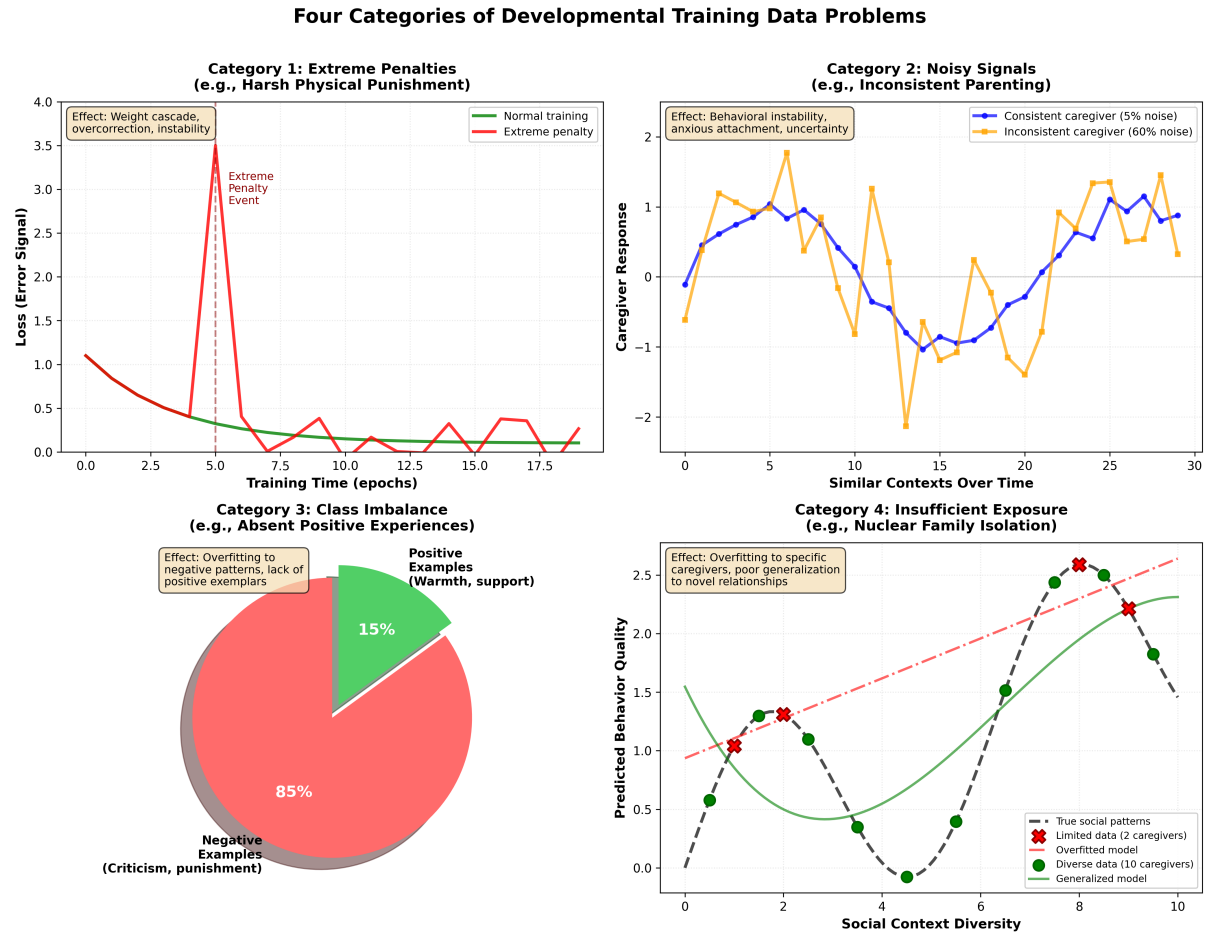 Four Categories of Developmental Training Data Problems
Category 1: Extreme Penalties
(e.g., Harsh Physical Punishment)
Effect: Weight cascade,
overcorrection, instability
Normal training
Extreme penalty
Extreme
Penalty
Event
Loss (Error Signal)
4.0
3.5
3.0
2.5
2.0
1.5
1.0
0.5
0.0
0.0
2.5
5.0
7.5
10.0
12.5
15.0
17.5
Training Time (epochs)
Category 2: Noisy Signals
(e.g., Inconsistent Parenting)
Effect: Behavioral instability,
anxious attachment, uncertainty
Consistent caregiver (5% noise)
Inconsistent caregiver (60% noise)
Caregiver Response
2
1
0
−1
−2
0
5
10
15
20
25
30
Similar Contexts Over Time
Category 3: Class Imbalance
(e.g., Absent Positive Experiences)
Effect: Overfitting to
negative patterns, lack of
positive exemplars
Positive
Examples
(Warmth, support)
15%
85%
Negative
Examples
(Criticism, punishment)
Category 4: Insufficient Exposure
(e.g., Nuclear Family Isolation)
Effect: Overfitting to specific
caregivers, poor generalization
to novel relationships
Predicted Behavior Quality
2.5
2.0
1.5
1.0
0.5
0.0
True social patterns
Limited data (2 caregivers)
Overfitted model
Diverse data (10 caregivers)
Generalized model
0
2
4
6
8
10
Social Context Diversity